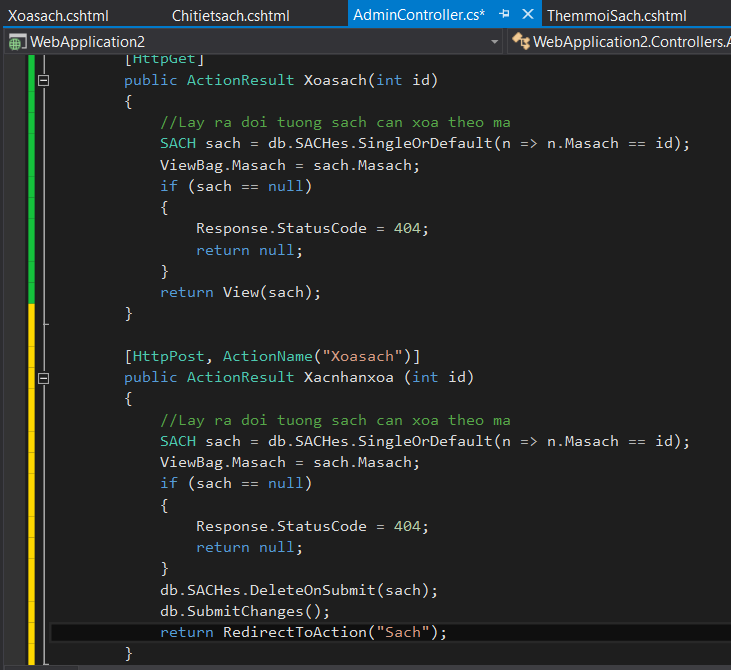 Xoasach.cshtml Chitietsach.cshtml AdminController.cs* ThemmoiSach.cshtml
WebApplication2 WebApplication2.Controllers.A
[HttpGet]
public ActionResult Xoasach(int id)
{
//Lay ra doi tuong sach can xoa theo ma
SACH sach = db.SACHes.SingleOrDefault(n => n.Masach == id);
ViewBag.Masach = sach.Masach;
if (sach == null)
{
Response.StatusCode = 404;
return null;
}
return View(sach);
}
[HttpPost, ActionName("Xoasach")]
public ActionResult Xacnhanxoa (int id)
{
//Lay ra doi tuong sach can xoa theo ma
SACH sach = db.SACHes.SingleOrDefault(n => n.Masach == id);
ViewBag.Masach = sach.Masach;
if (sach == null)
{
Response.StatusCode = 404;
return null;
}
db.SACHes.DeleteOnSubmit(sach);
db.SubmitChanges();
return RedirectToAction("Sach");
}